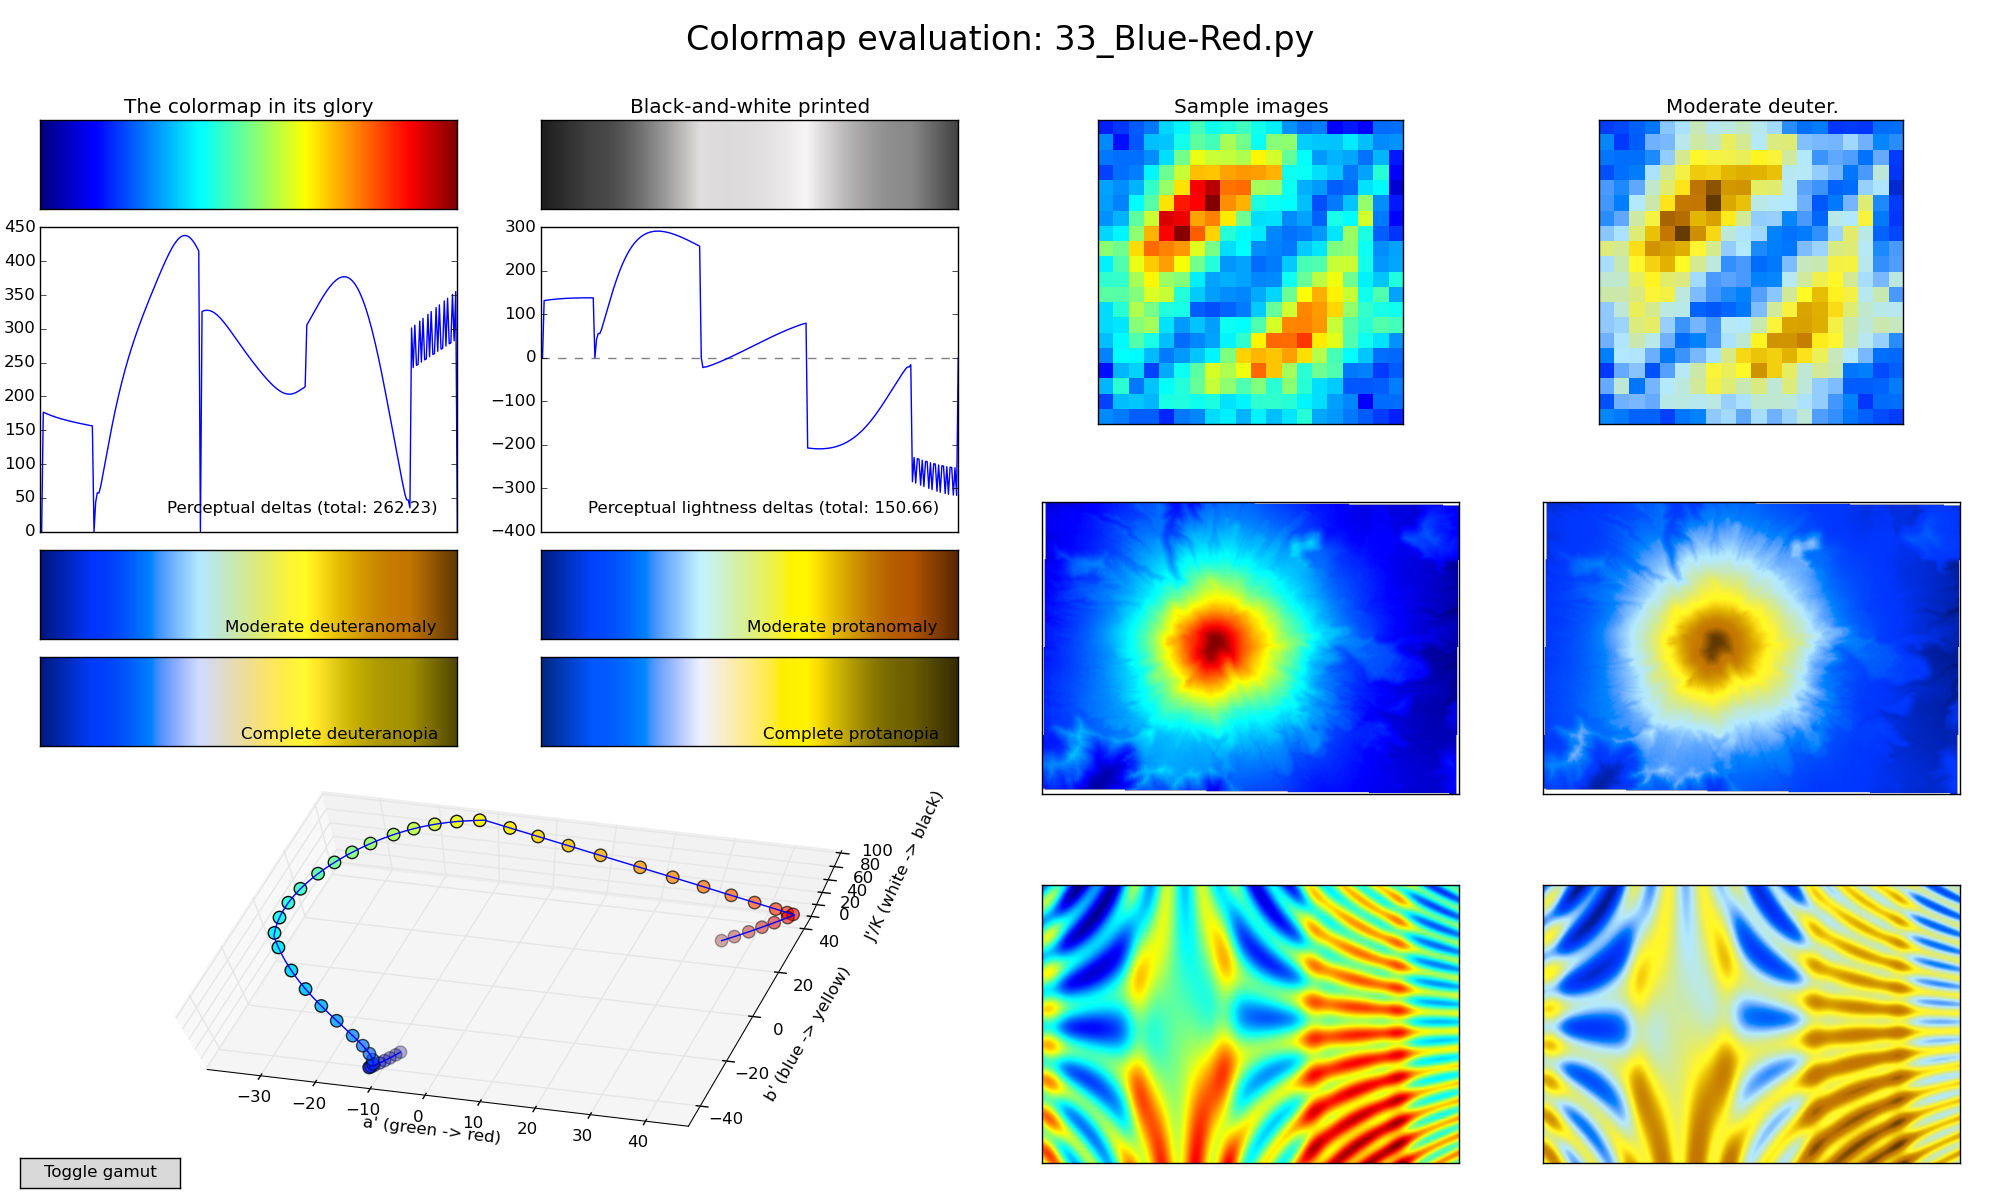 Colormap evaluation: 33_Blue-Red.py
The colormap in its glory
Black-and-white printed
Sample images
Moderate deuter.
450
400
350
300
250
200
150
100
50
0
Perceptual deltas (total: 262.23)
300
200
100
0
−100
−200
−300
−400
Perceptual lightness deltas (total: 150.66)
Moderate deuteranomaly
Moderate protanomaly
Complete deuteranopia
Complete protanopia
−30
−20
−10
0
10
20
30
40
a' (green -> red)
−40
−20
0
20
40
b' (blue -> yellow)
0
20
40
60
80
100
J'/K (white -> black)
Toggle gamut